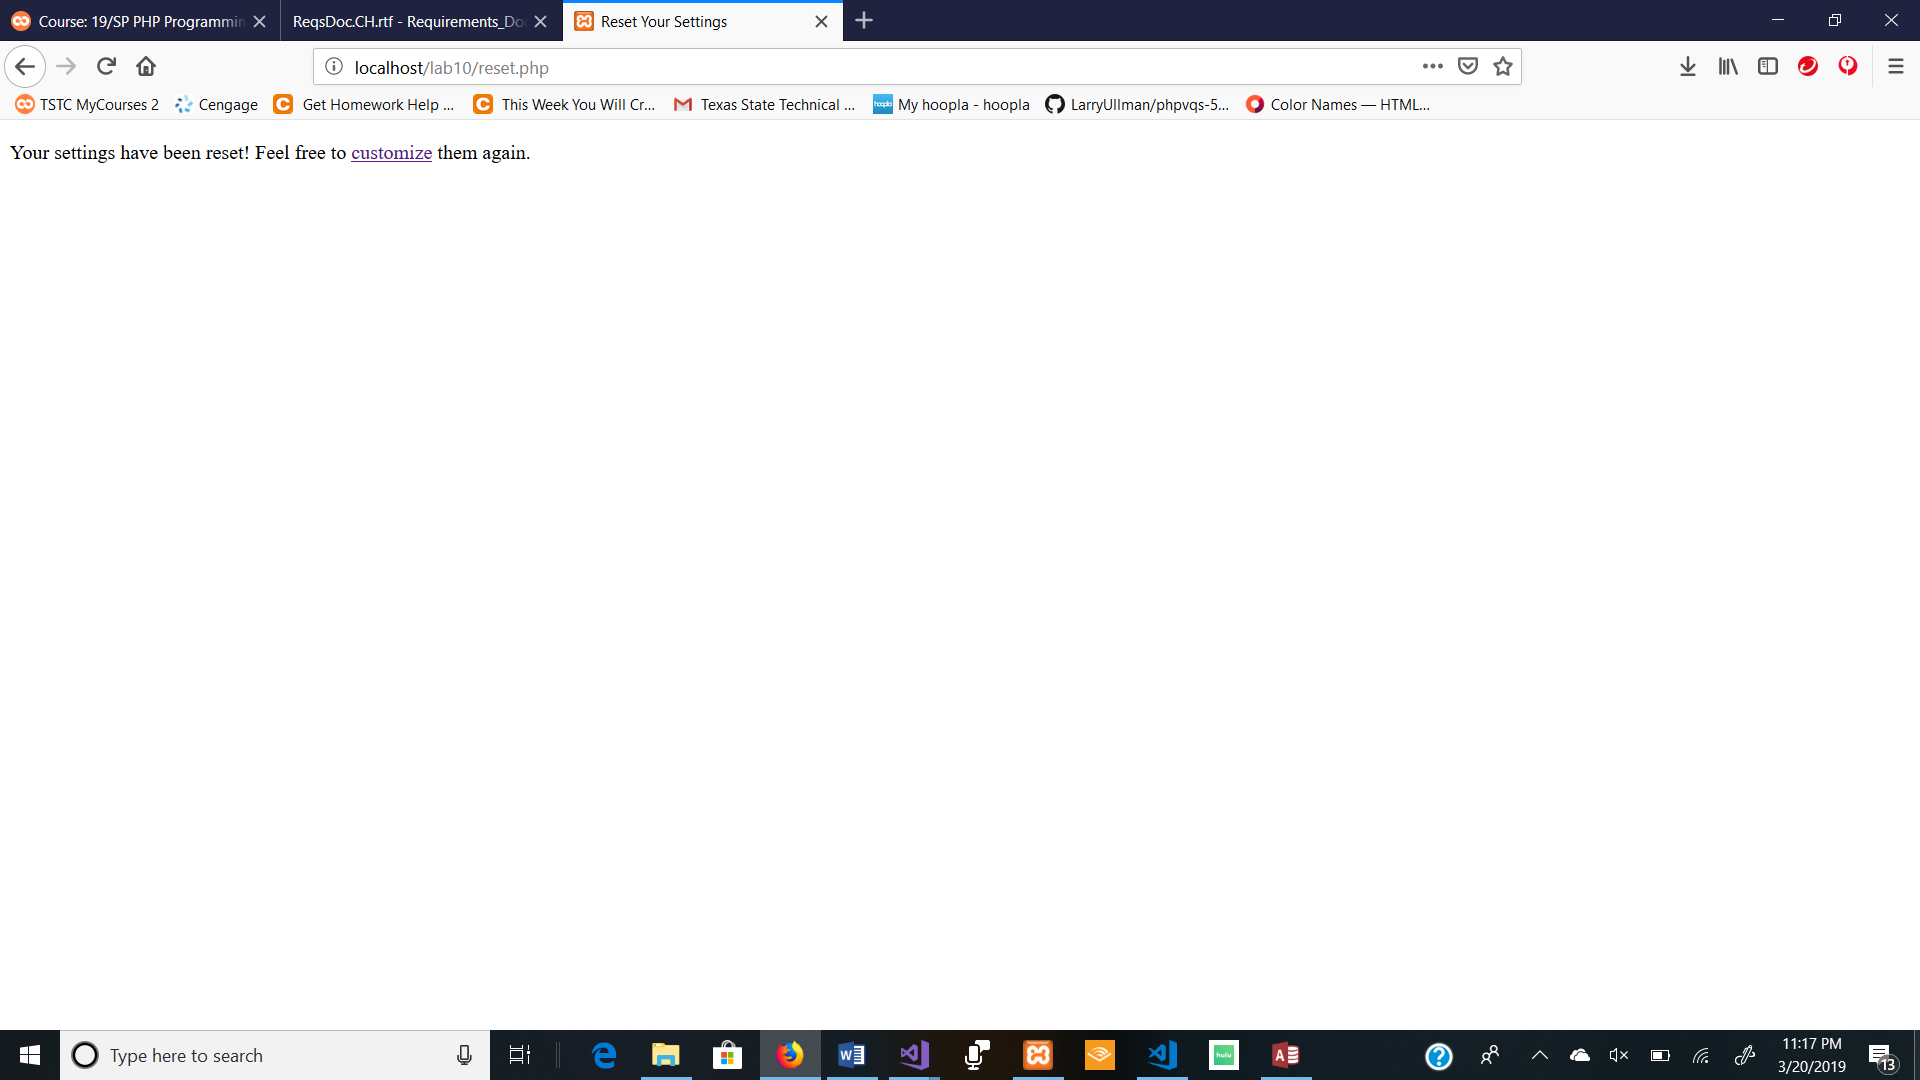 Course: 19/SP PHP Programmin
ReqsDoc.CH.rtf - Requirements_Do
Reset Your Settings
localhost/lab10/reset.php
TSTC MyCourses 2
Cengage
Get Homework Help ...
This Week You Will Cr...
Texas State Technical ...
My hoopla - hoopla
LarryUllman/phpvqs-5...
Color Names — HTML...
Your settings have been reset! Feel free to customize them again.
Type here to search
hulu
11:17 PM
3/20/2019
13